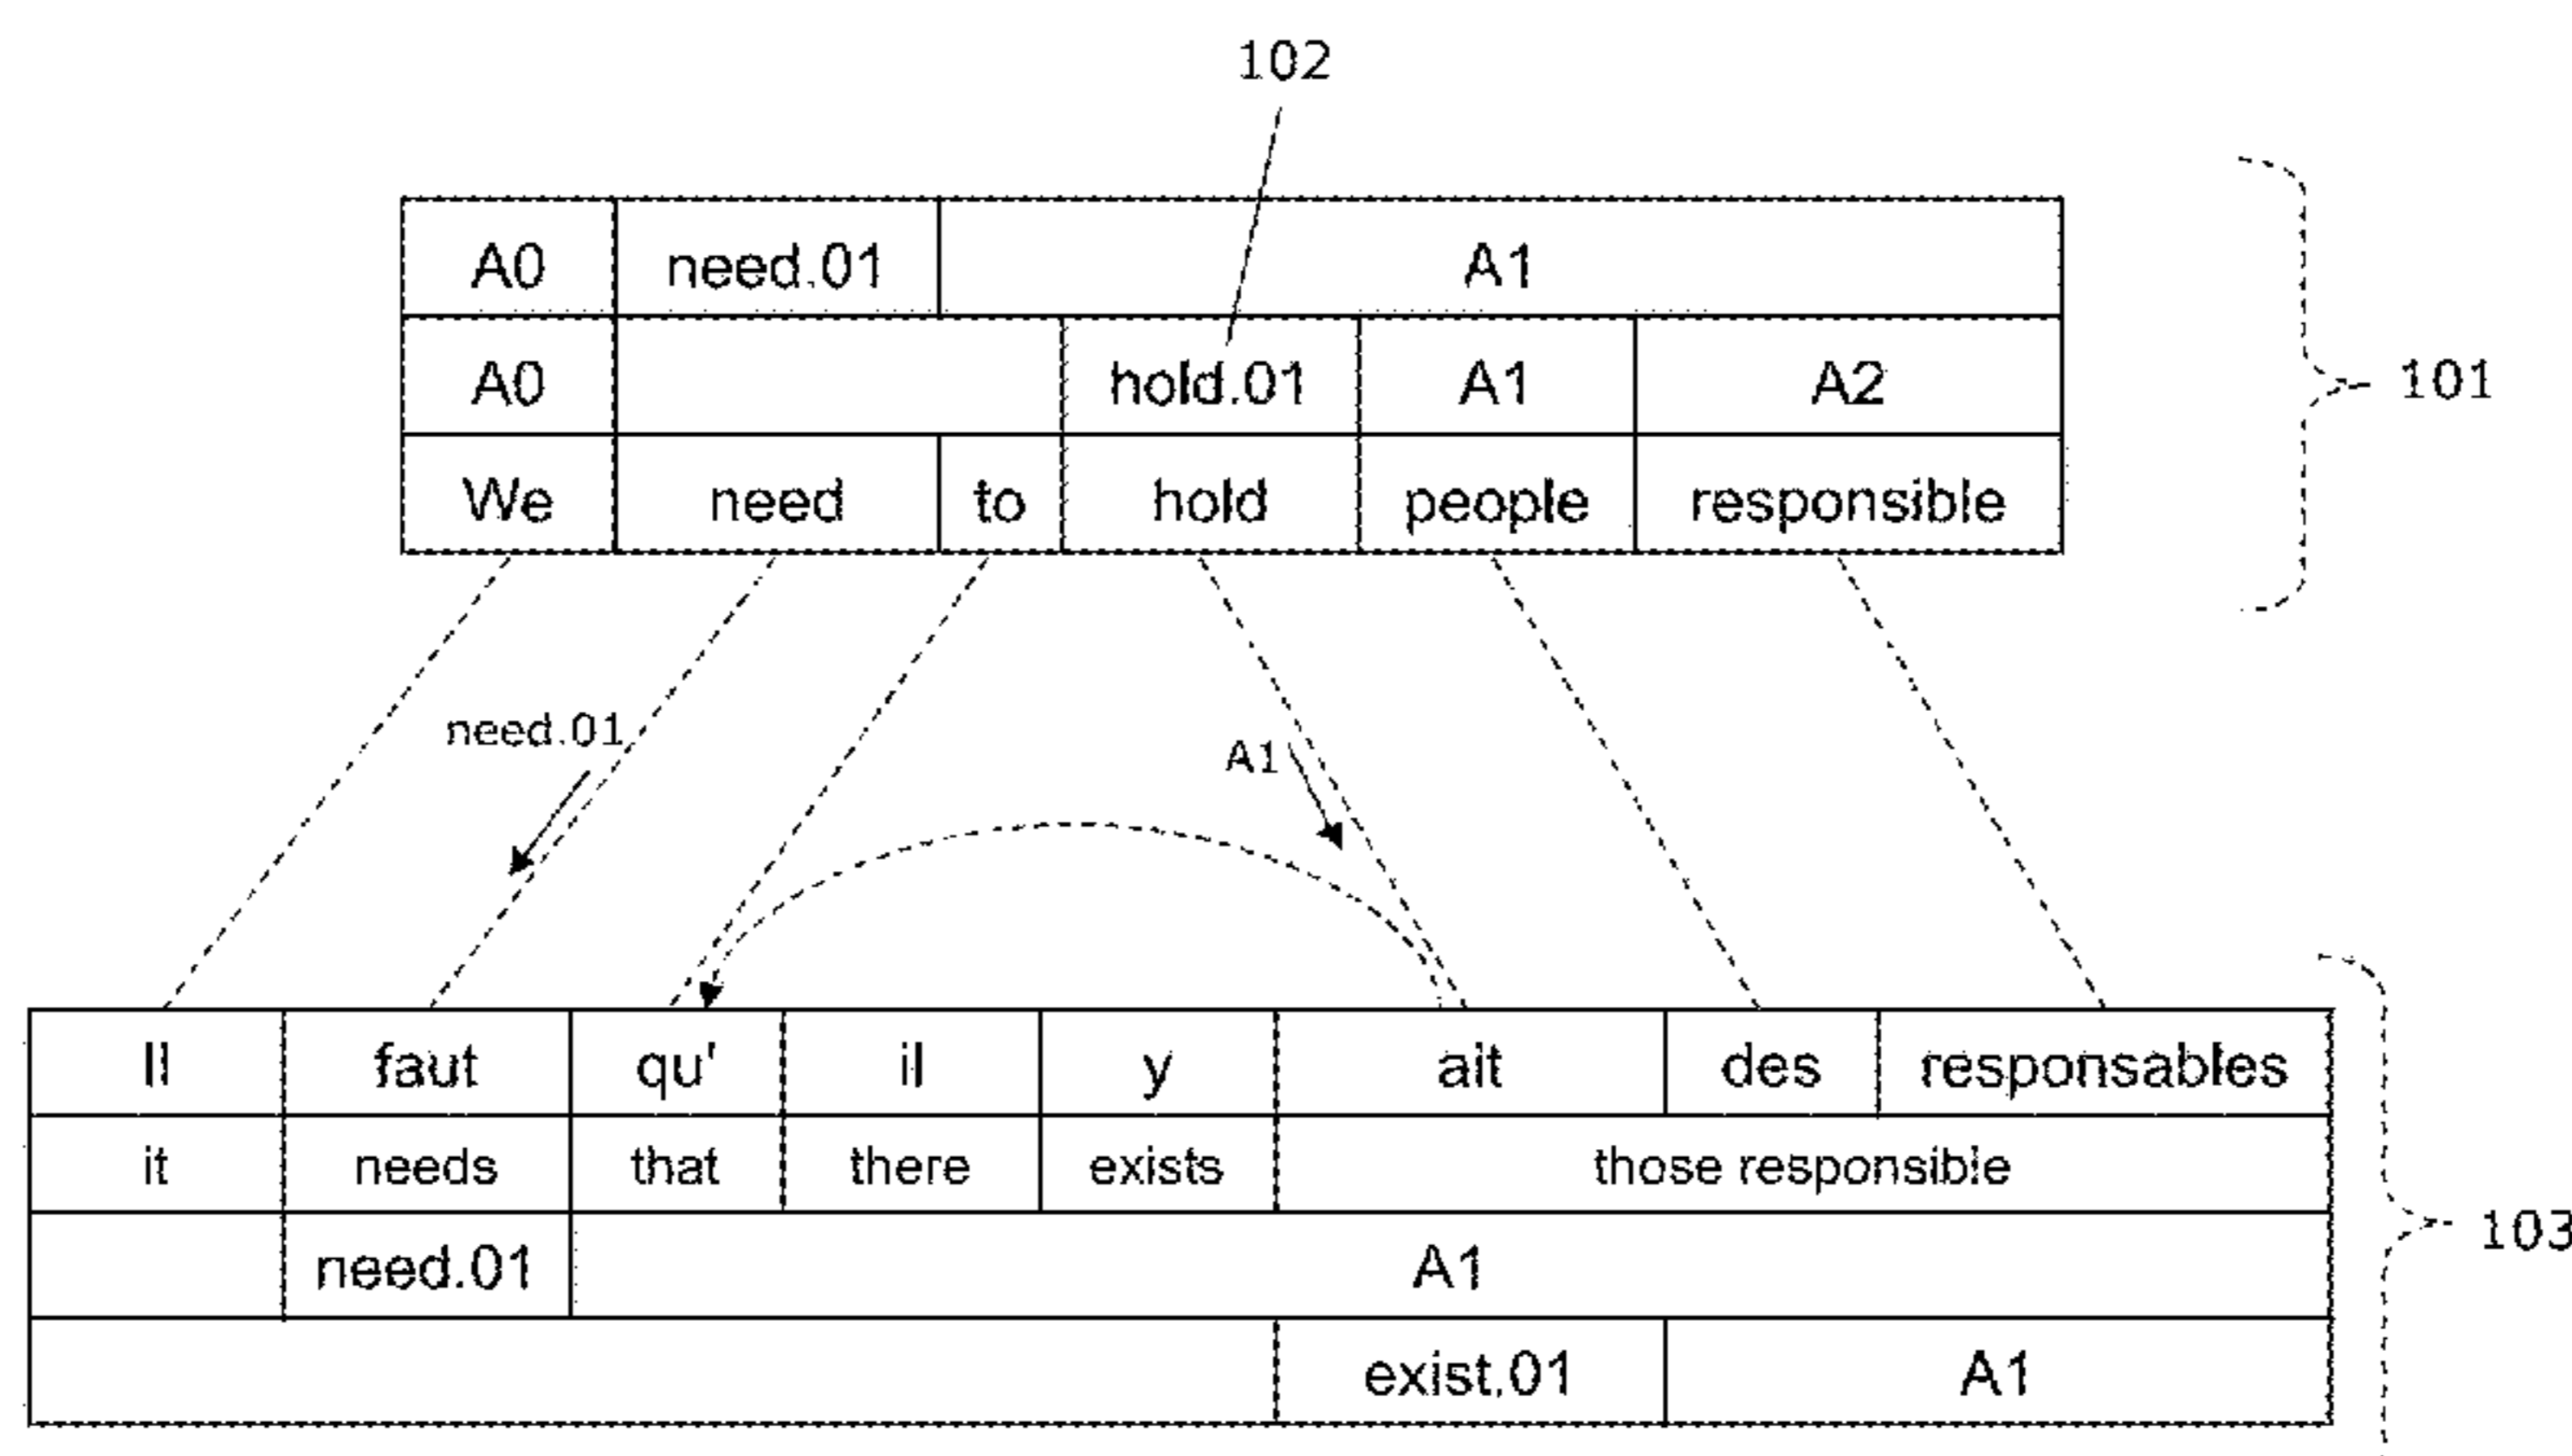 102
A0 need.01 A1
A0 hold.01 A1 A2
101
We need to hold people responsible
need.01
A1
Il faut qu' il y ait des responsables
it needs that there exists those responsible
103
need.01 A1
exist.01 A1